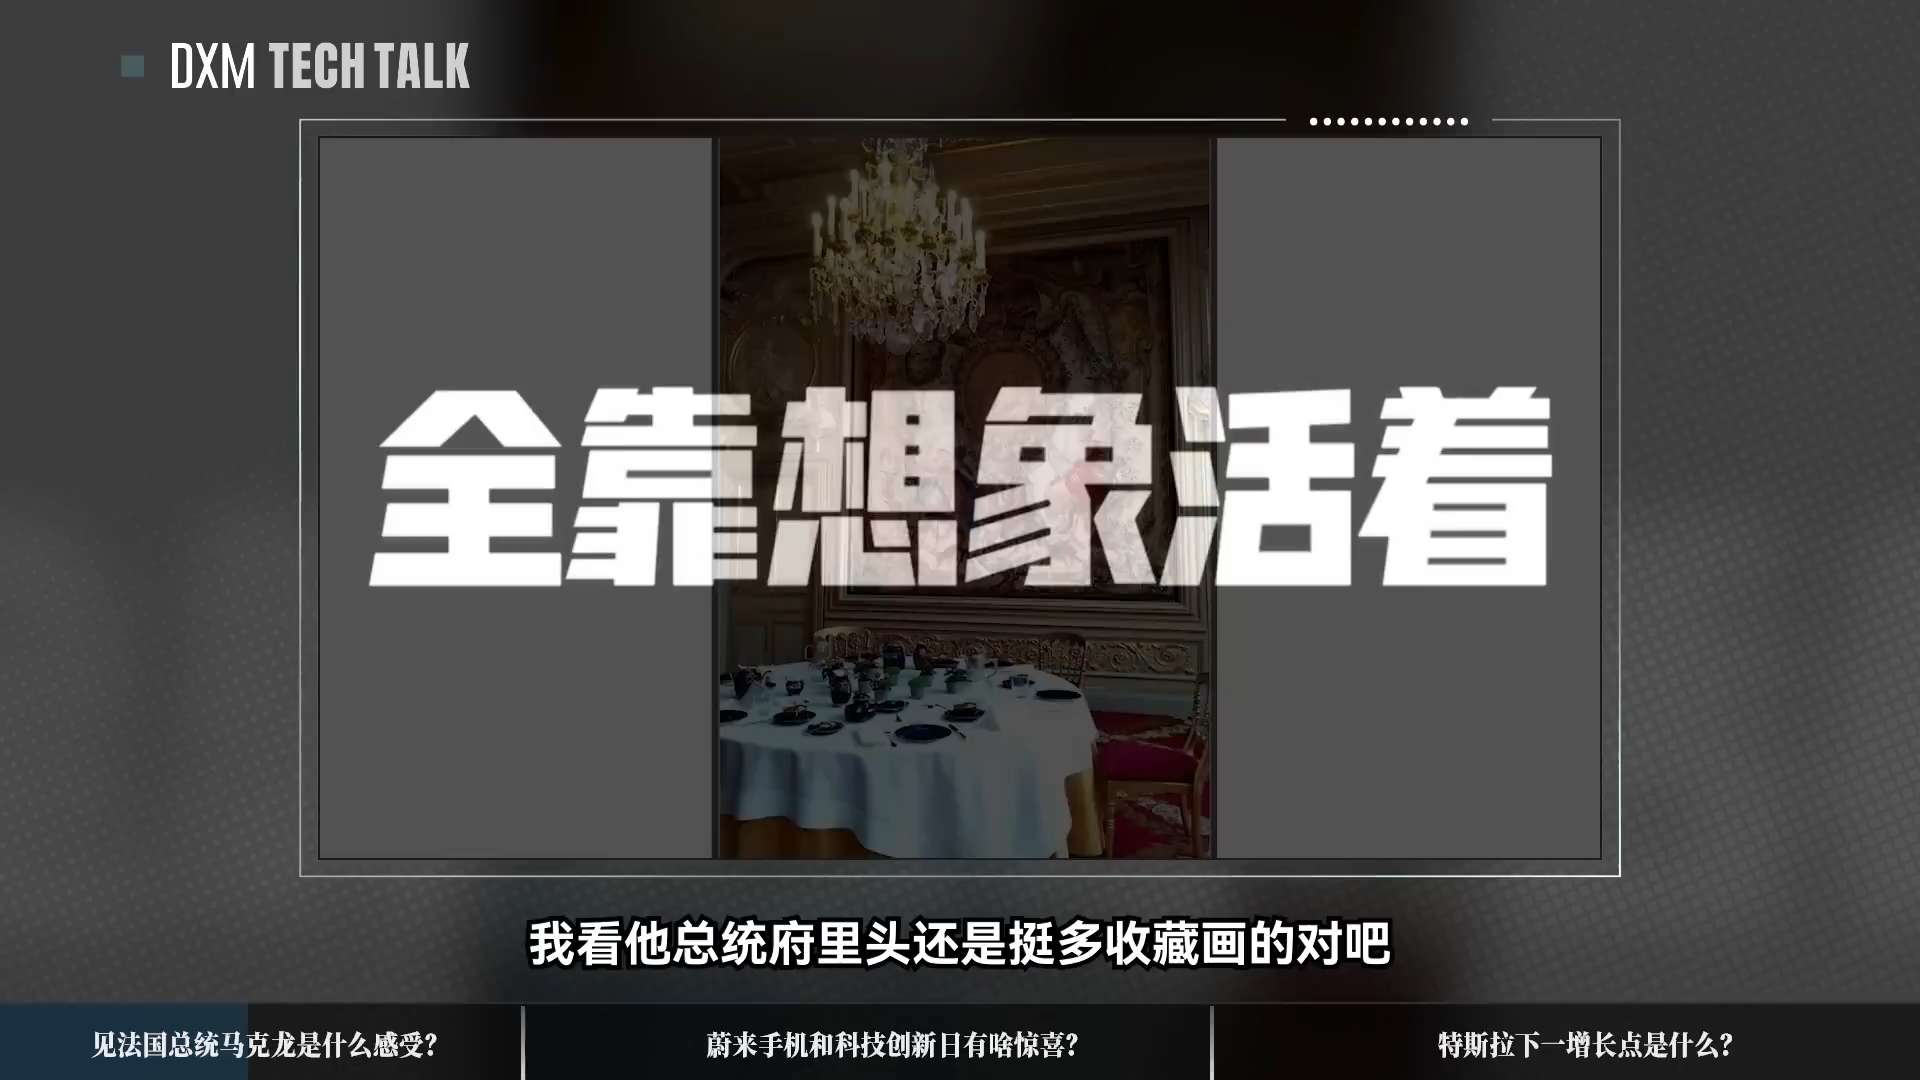 DXM TECH TALK
全靠想象活着
我看他总统府里头还是挺多收藏画的对吧
见法国总统马克龙是什么感受?
蔚来手机和科技创新日有啥惊喜?
特斯拉下一增长点是什么?